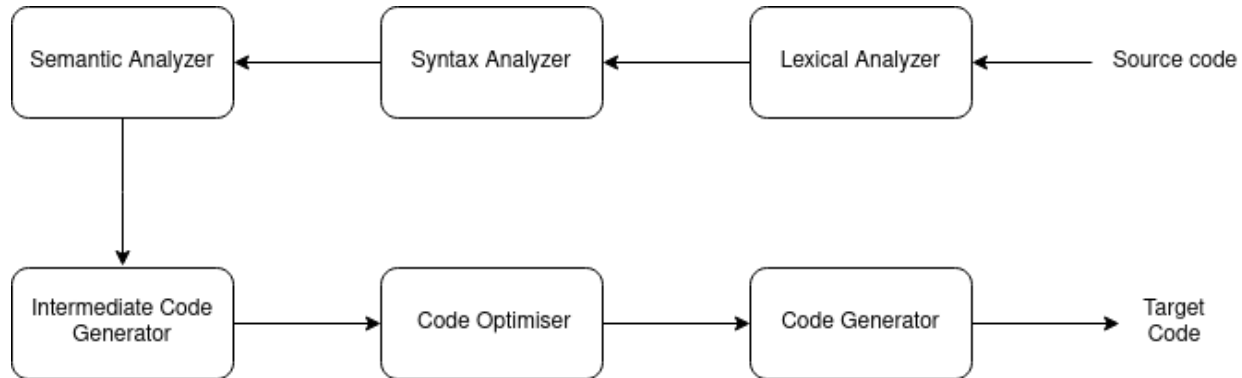 Semantic Analyzer
Syntax Analyzer
Lexical Analyzer
Source code
Intermediate Code
Generator
Code Optimiser
Code Generator
Target
Code